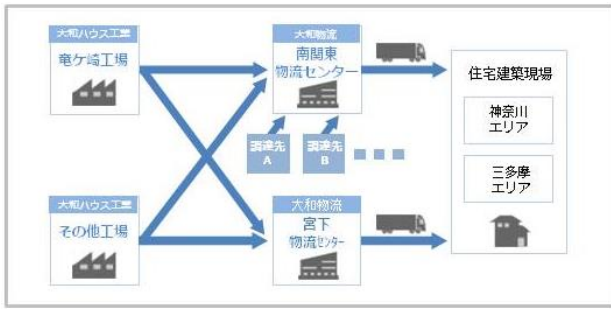 大和ハウス工業
竜ケ崎工場
大和物流
南関東
物流センター
調達先
A
調達先
B
住宅建築現場
神奈川
エリア
三多摩
エリア
大和ハウス工業
その他工場
大和物流
宮下
物流センター